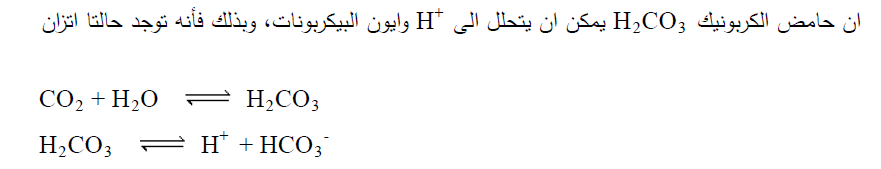 ان حامض الكربونيك H₂CO₃ يمكن ان يتحلل الى H⁺ وايون البيكربونات، وبذلك فأنه توجد حالتا اتزان
CO₂ + H₂O ⇌ H₂CO₃
H₂CO₃ ⇌ H⁺ + HCO₃⁻